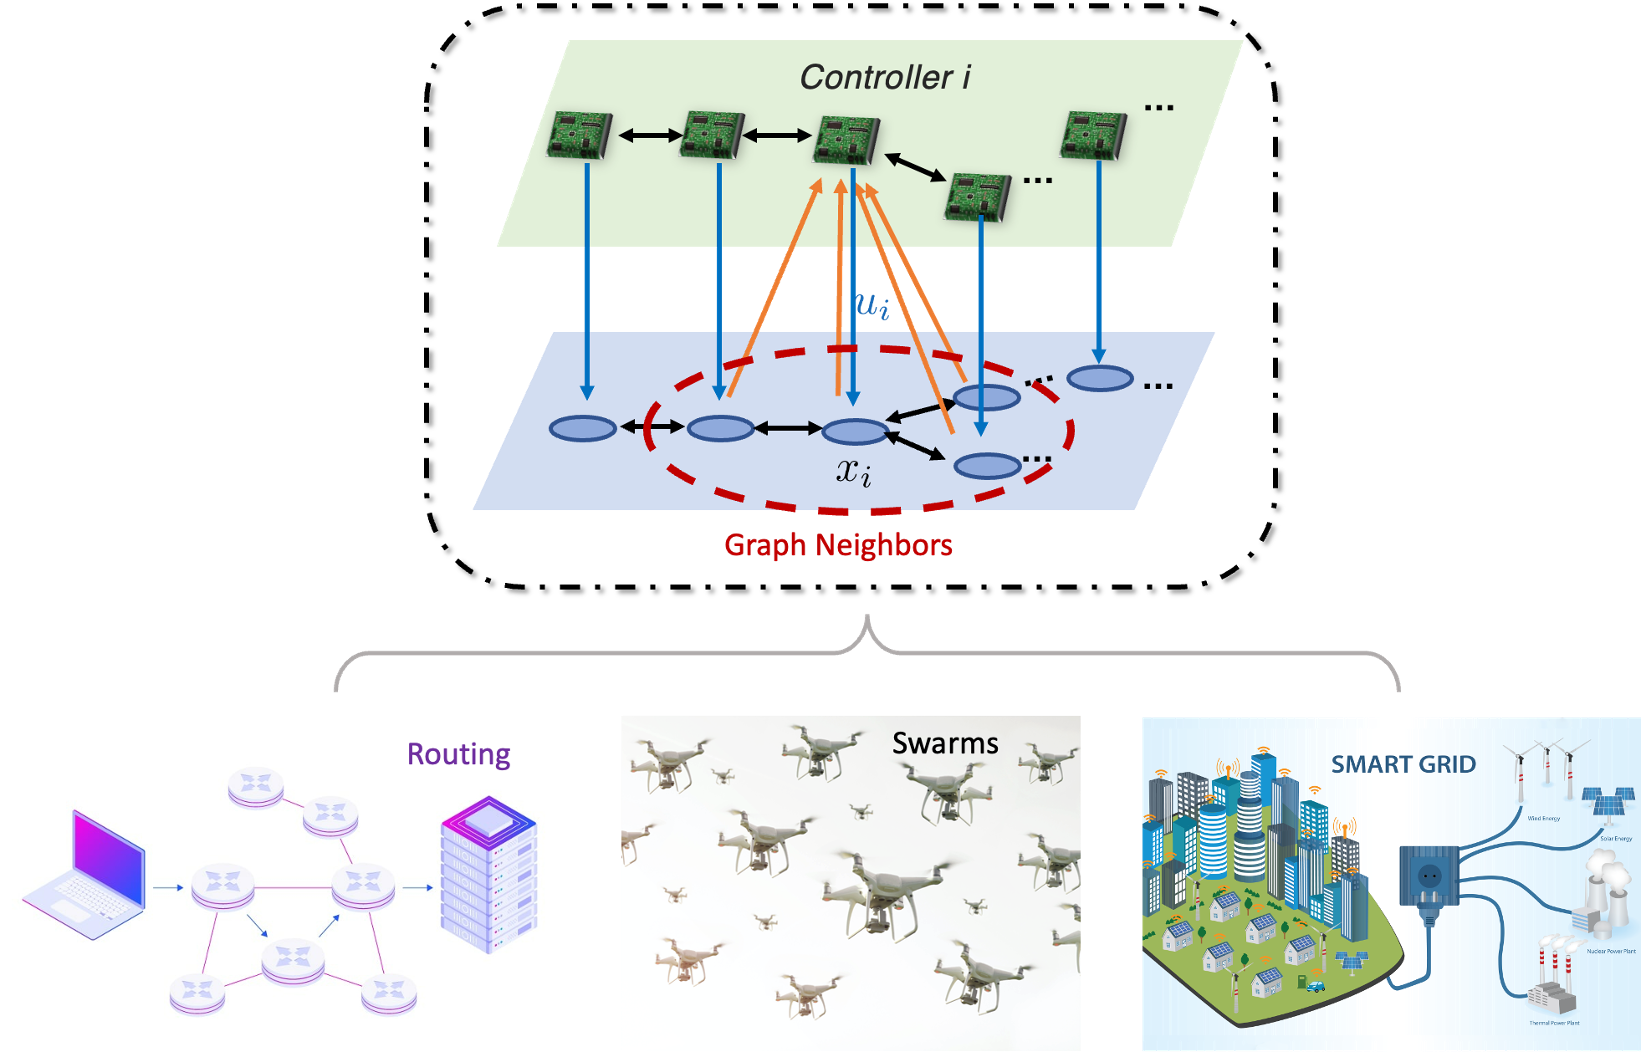 Controller i
...
...
u_i
...
...
x_i
...
Graph Neighbors
Routing
Swarms
SMART GRID
Wind Energy
Solar Energy
Nuclear Power Plant
Thermal Power Plant